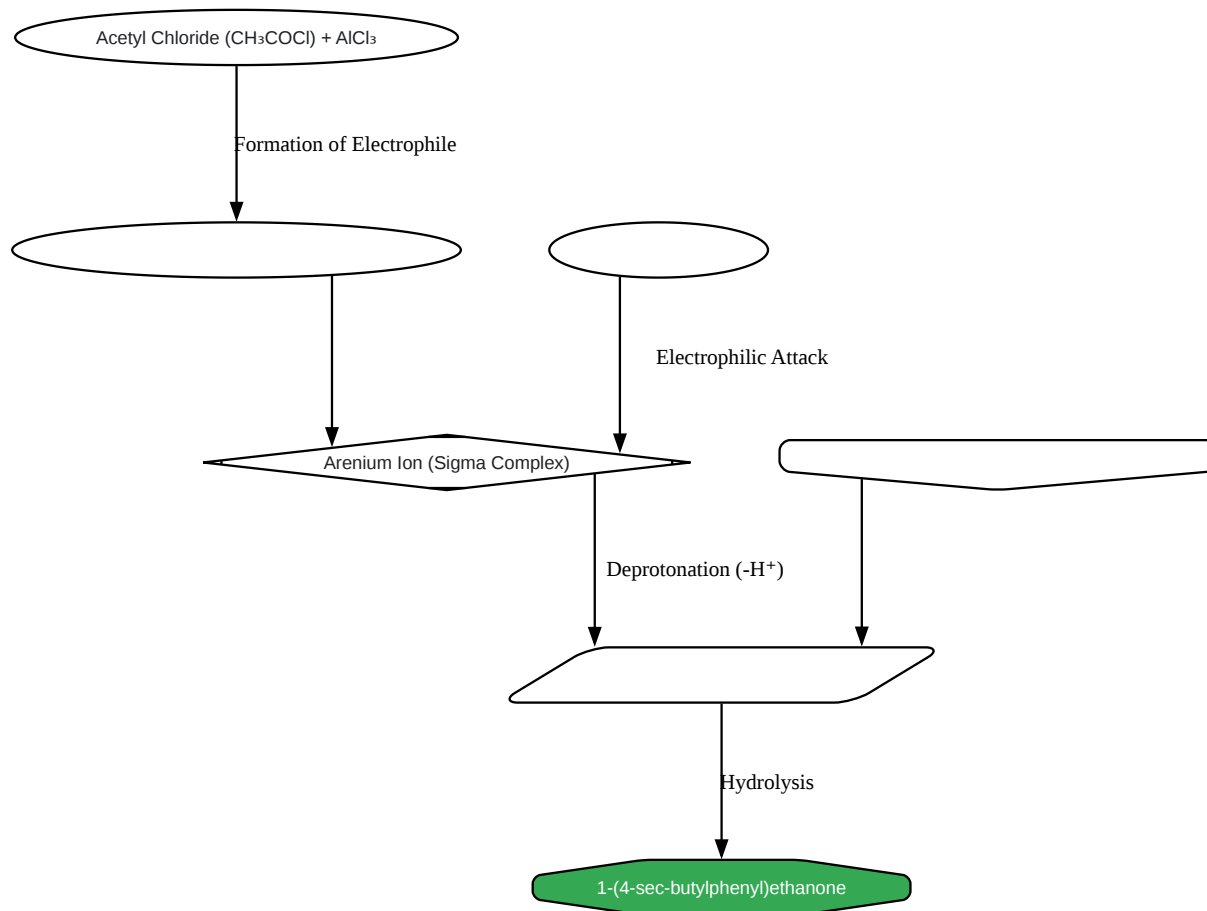 Acetyl Chloride (CH₃COCl) + AlCl₃
Formation of Electrophile
Electrophilic Attack
Arenium Ion (Sigma Complex)
Deprotonation (-H⁺)
Hydrolysis
1-(4-sec-butylphenyl)ethanone